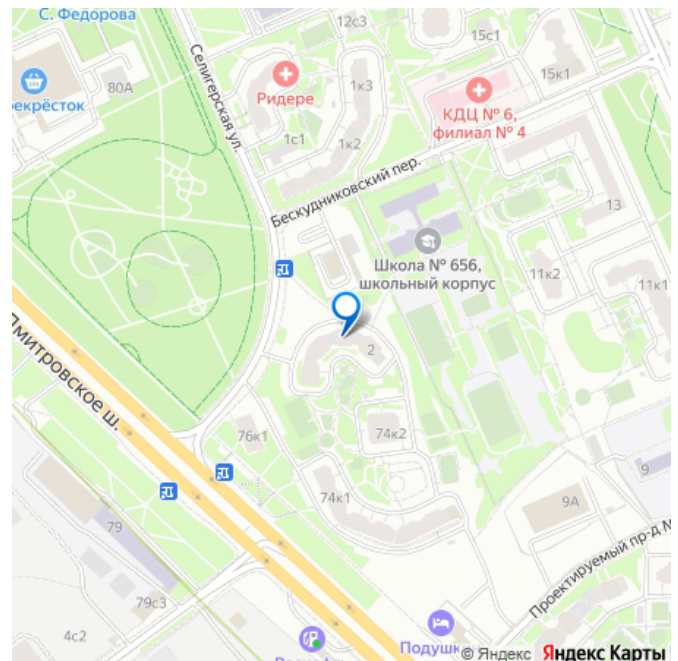 С. Федорова
12с3
15с1
80А
Селигерская ул.
1к3
15к1
Ридере
КДЦ № 6,
филиал № 4
1с1
1к2
Бескудниковский пер.
13
Школа № 656,
школьный корпус
11к2
11к1
2
Дмитровское ш.
76к1
74к2
74к1
9
9А
79
Проектируемый пр-д №
79с3
4с2
Подушк
© Яндекс Яндекс Карты